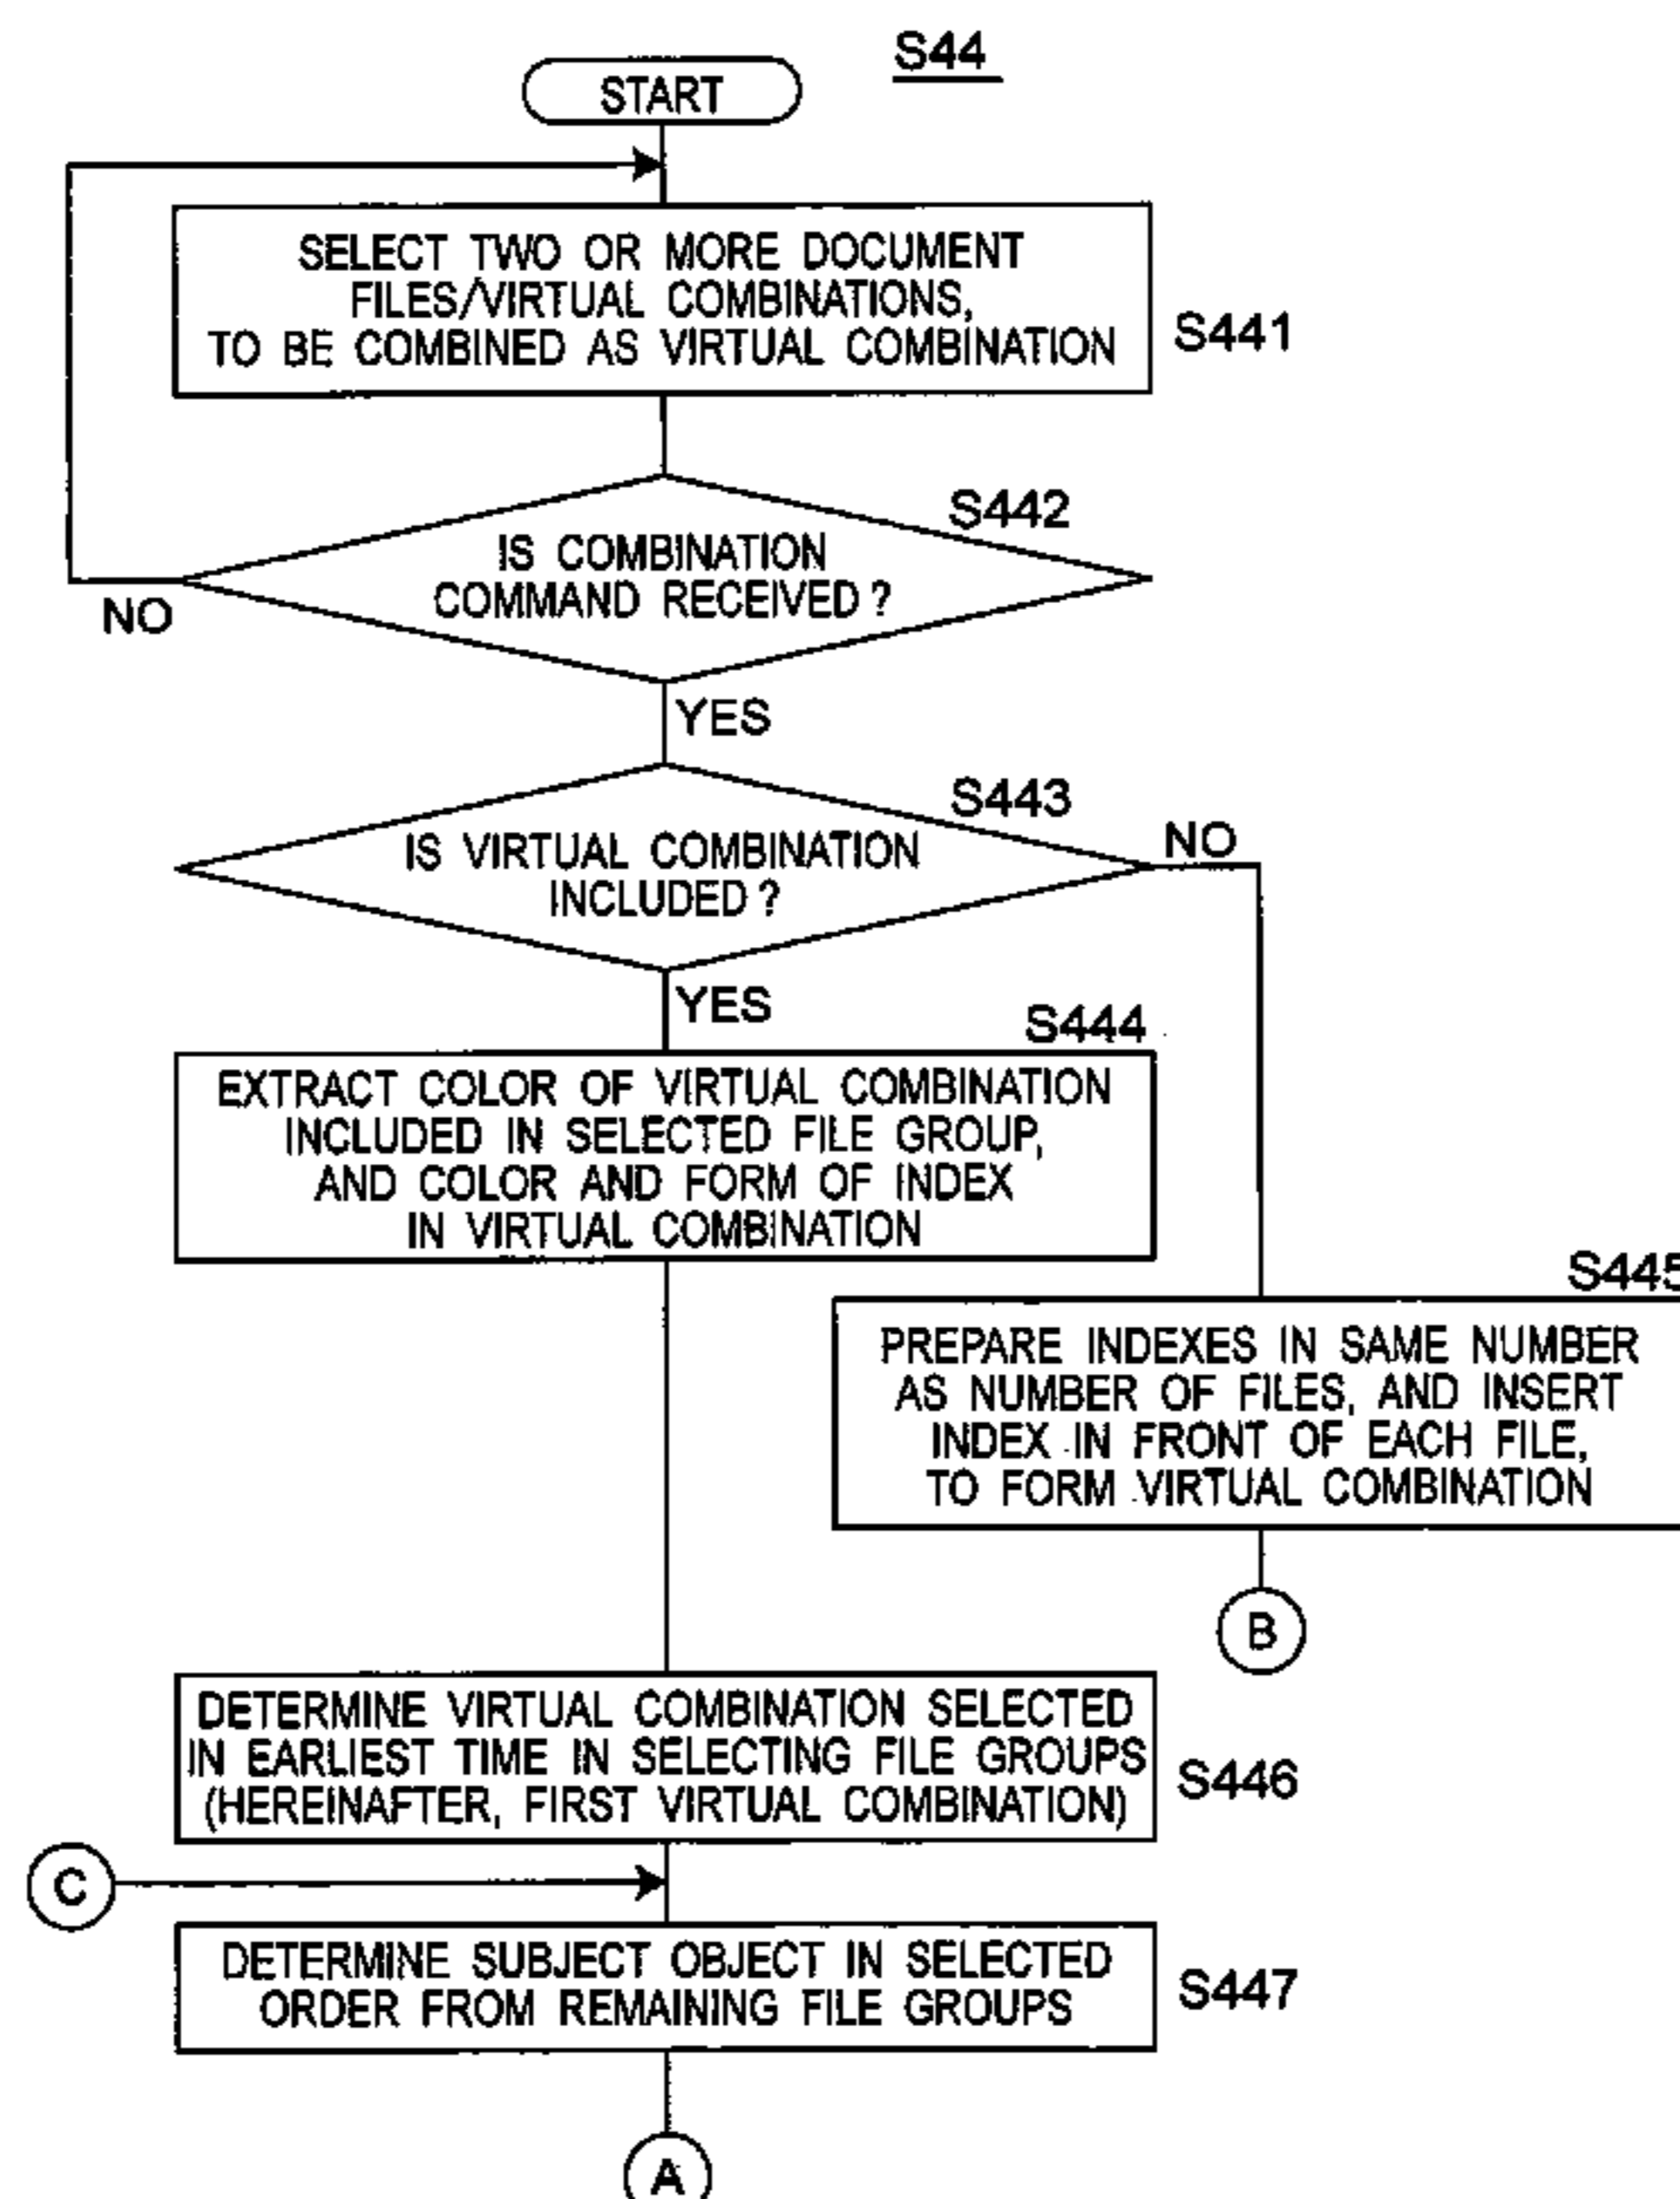 S44
START
SELECT TWO OR MORE DOCUMENT
FILES/VIRTUAL COMBINATIONS,
TO BE COMBINED AS VIRTUAL COMBINATION
S441
S442
IS COMBINATION
COMMAND RECEIVED ?
NO
YES
S443
IS VIRTUAL COMBINATION
INCLUDED ?
NO
YES
S444
EXTRACT COLOR OF VIRTUAL COMBINATION
INCLUDED IN SELECTED FILE GROUP,
AND COLOR AND FORM OF INDEX
IN VIRTUAL COMBINATION
S445
PREPARE INDEXES IN SAME NUMBER
AS NUMBER OF FILES, AND INSERT
INDEX IN FRONT OF EACH FILE,
TO FORM VIRTUAL COMBINATION
B
DETERMINE VIRTUAL COMBINATION SELECTED
IN EARLIEST TIME IN SELECTING FILE GROUPS
(HEREINAFTER, FIRST VIRTUAL COMBINATION)
S446
C
DETERMINE SUBJECT OBJECT IN SELECTED
ORDER FROM REMAINING FILE GROUPS
S447
A